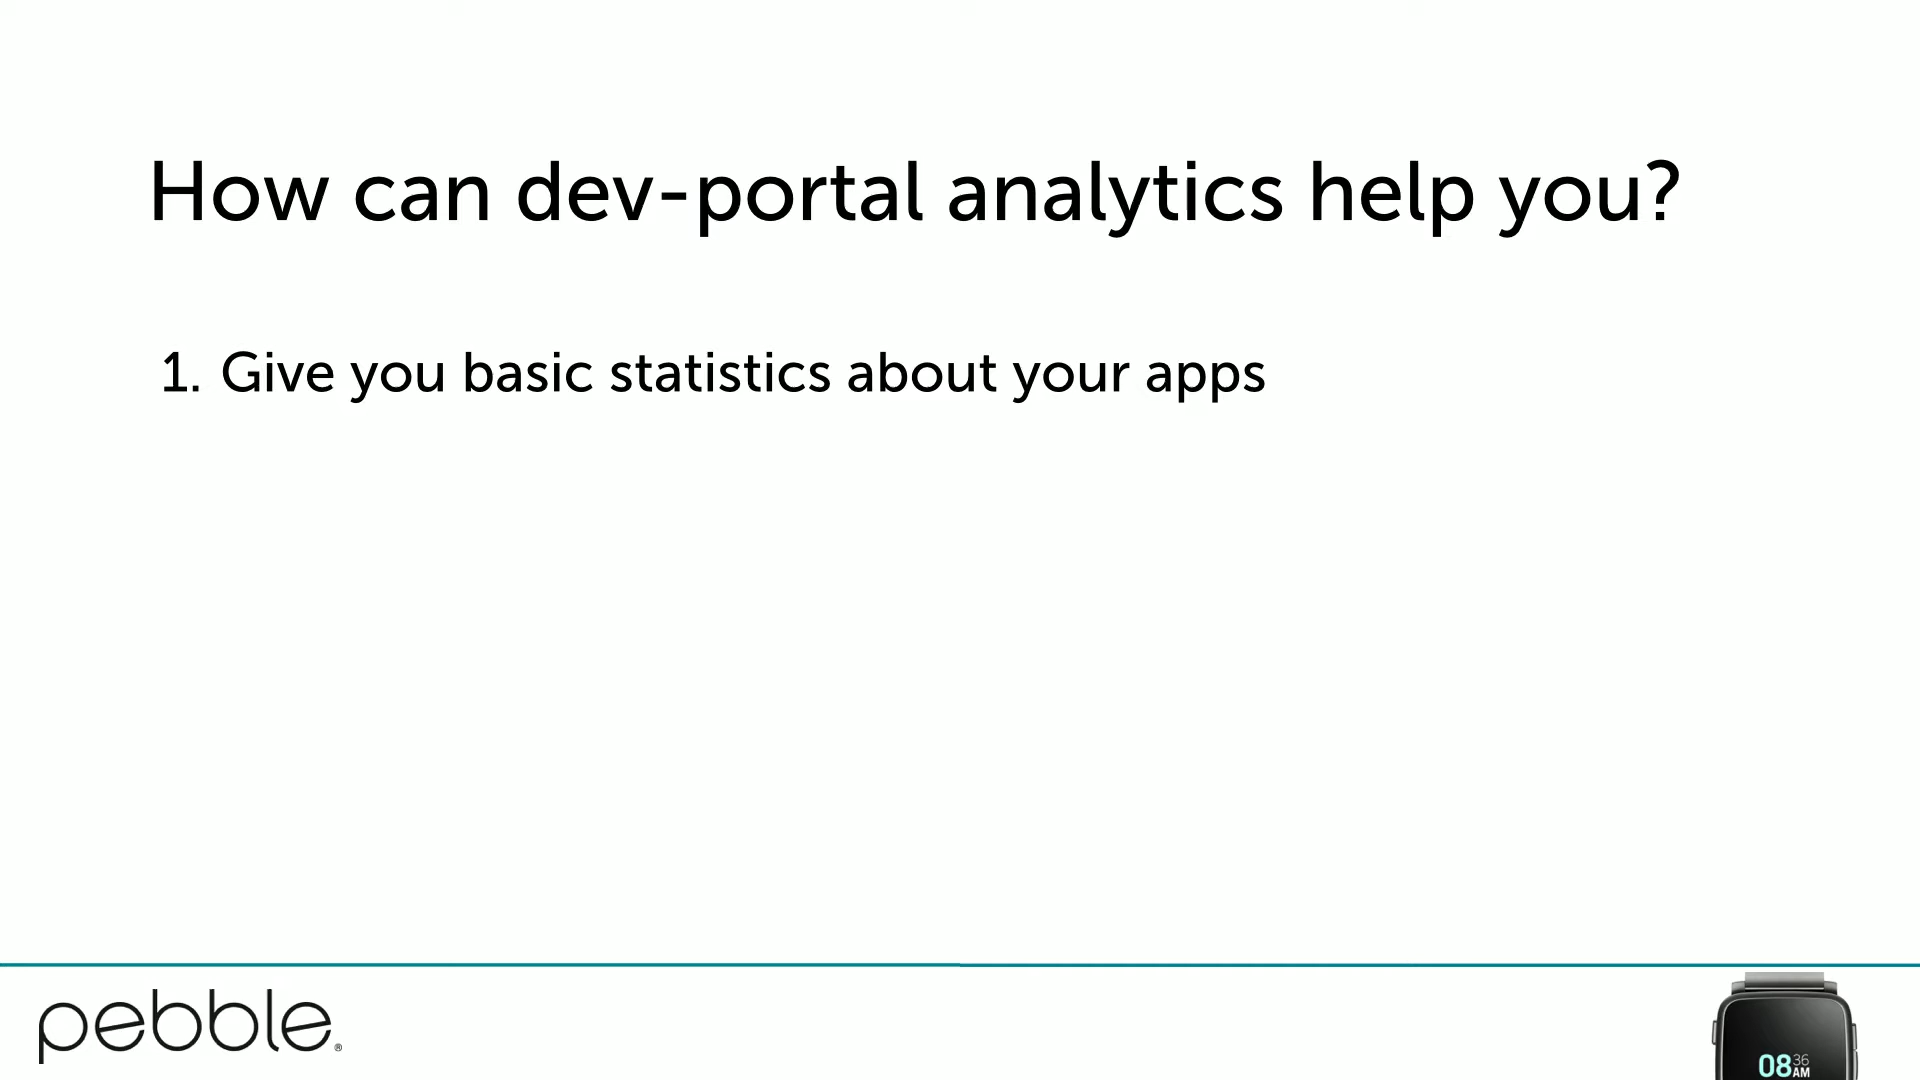 How can dev-portal analytics help you?
1. Give you basic statistics about your apps
pebble®
08 36
AM